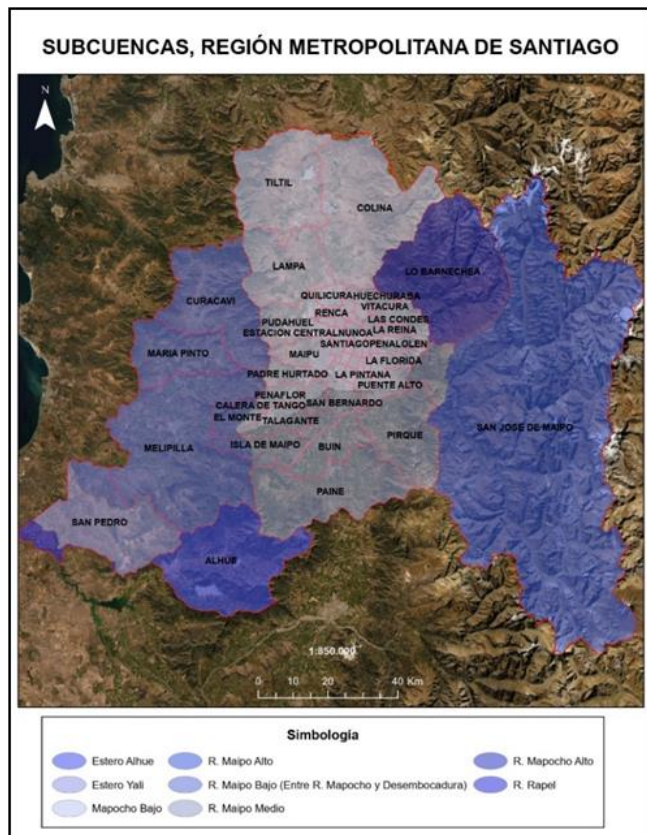 SUBCUENCAS, REGIÓN METROPOLITANA DE SANTIAGO
N
TILTIL
COLINA
LAMPA
LO BARNECHEA
CURACAVI
QUILICURA HUECHURABA
RENCA
VITACURA
PUDAHUEL
LAS CONDES
ESTACION CENTRAL NUNOA
LA REINA
SANTIAGO PENALOLEN
MARIA PINTO
MAIPU
LA FLORIDA
PADRE HURTADO
LA PINTANA
PUENTE ALTO
PENAFLOR
CALERA DE TANGO
SAN BERNARDO
EL MONTE
TALAGANTE
SAN JOSE DE MAIPO
MELIPILLA
ISLA DE MAIPO
BUIN
PIRQUE
PAINE
SAN PEDRO
ALHUE
1:850.000
0 10 20 40 Km
Simbología
Estero Alhue
R. Maipo Alto
R. Mapocho Alto
Estero Yali
R. Maipo Bajo (Entre R. Mapocho y Desembocadura)
R. Rapel
Mapocho Bajo
R. Maipo Medio